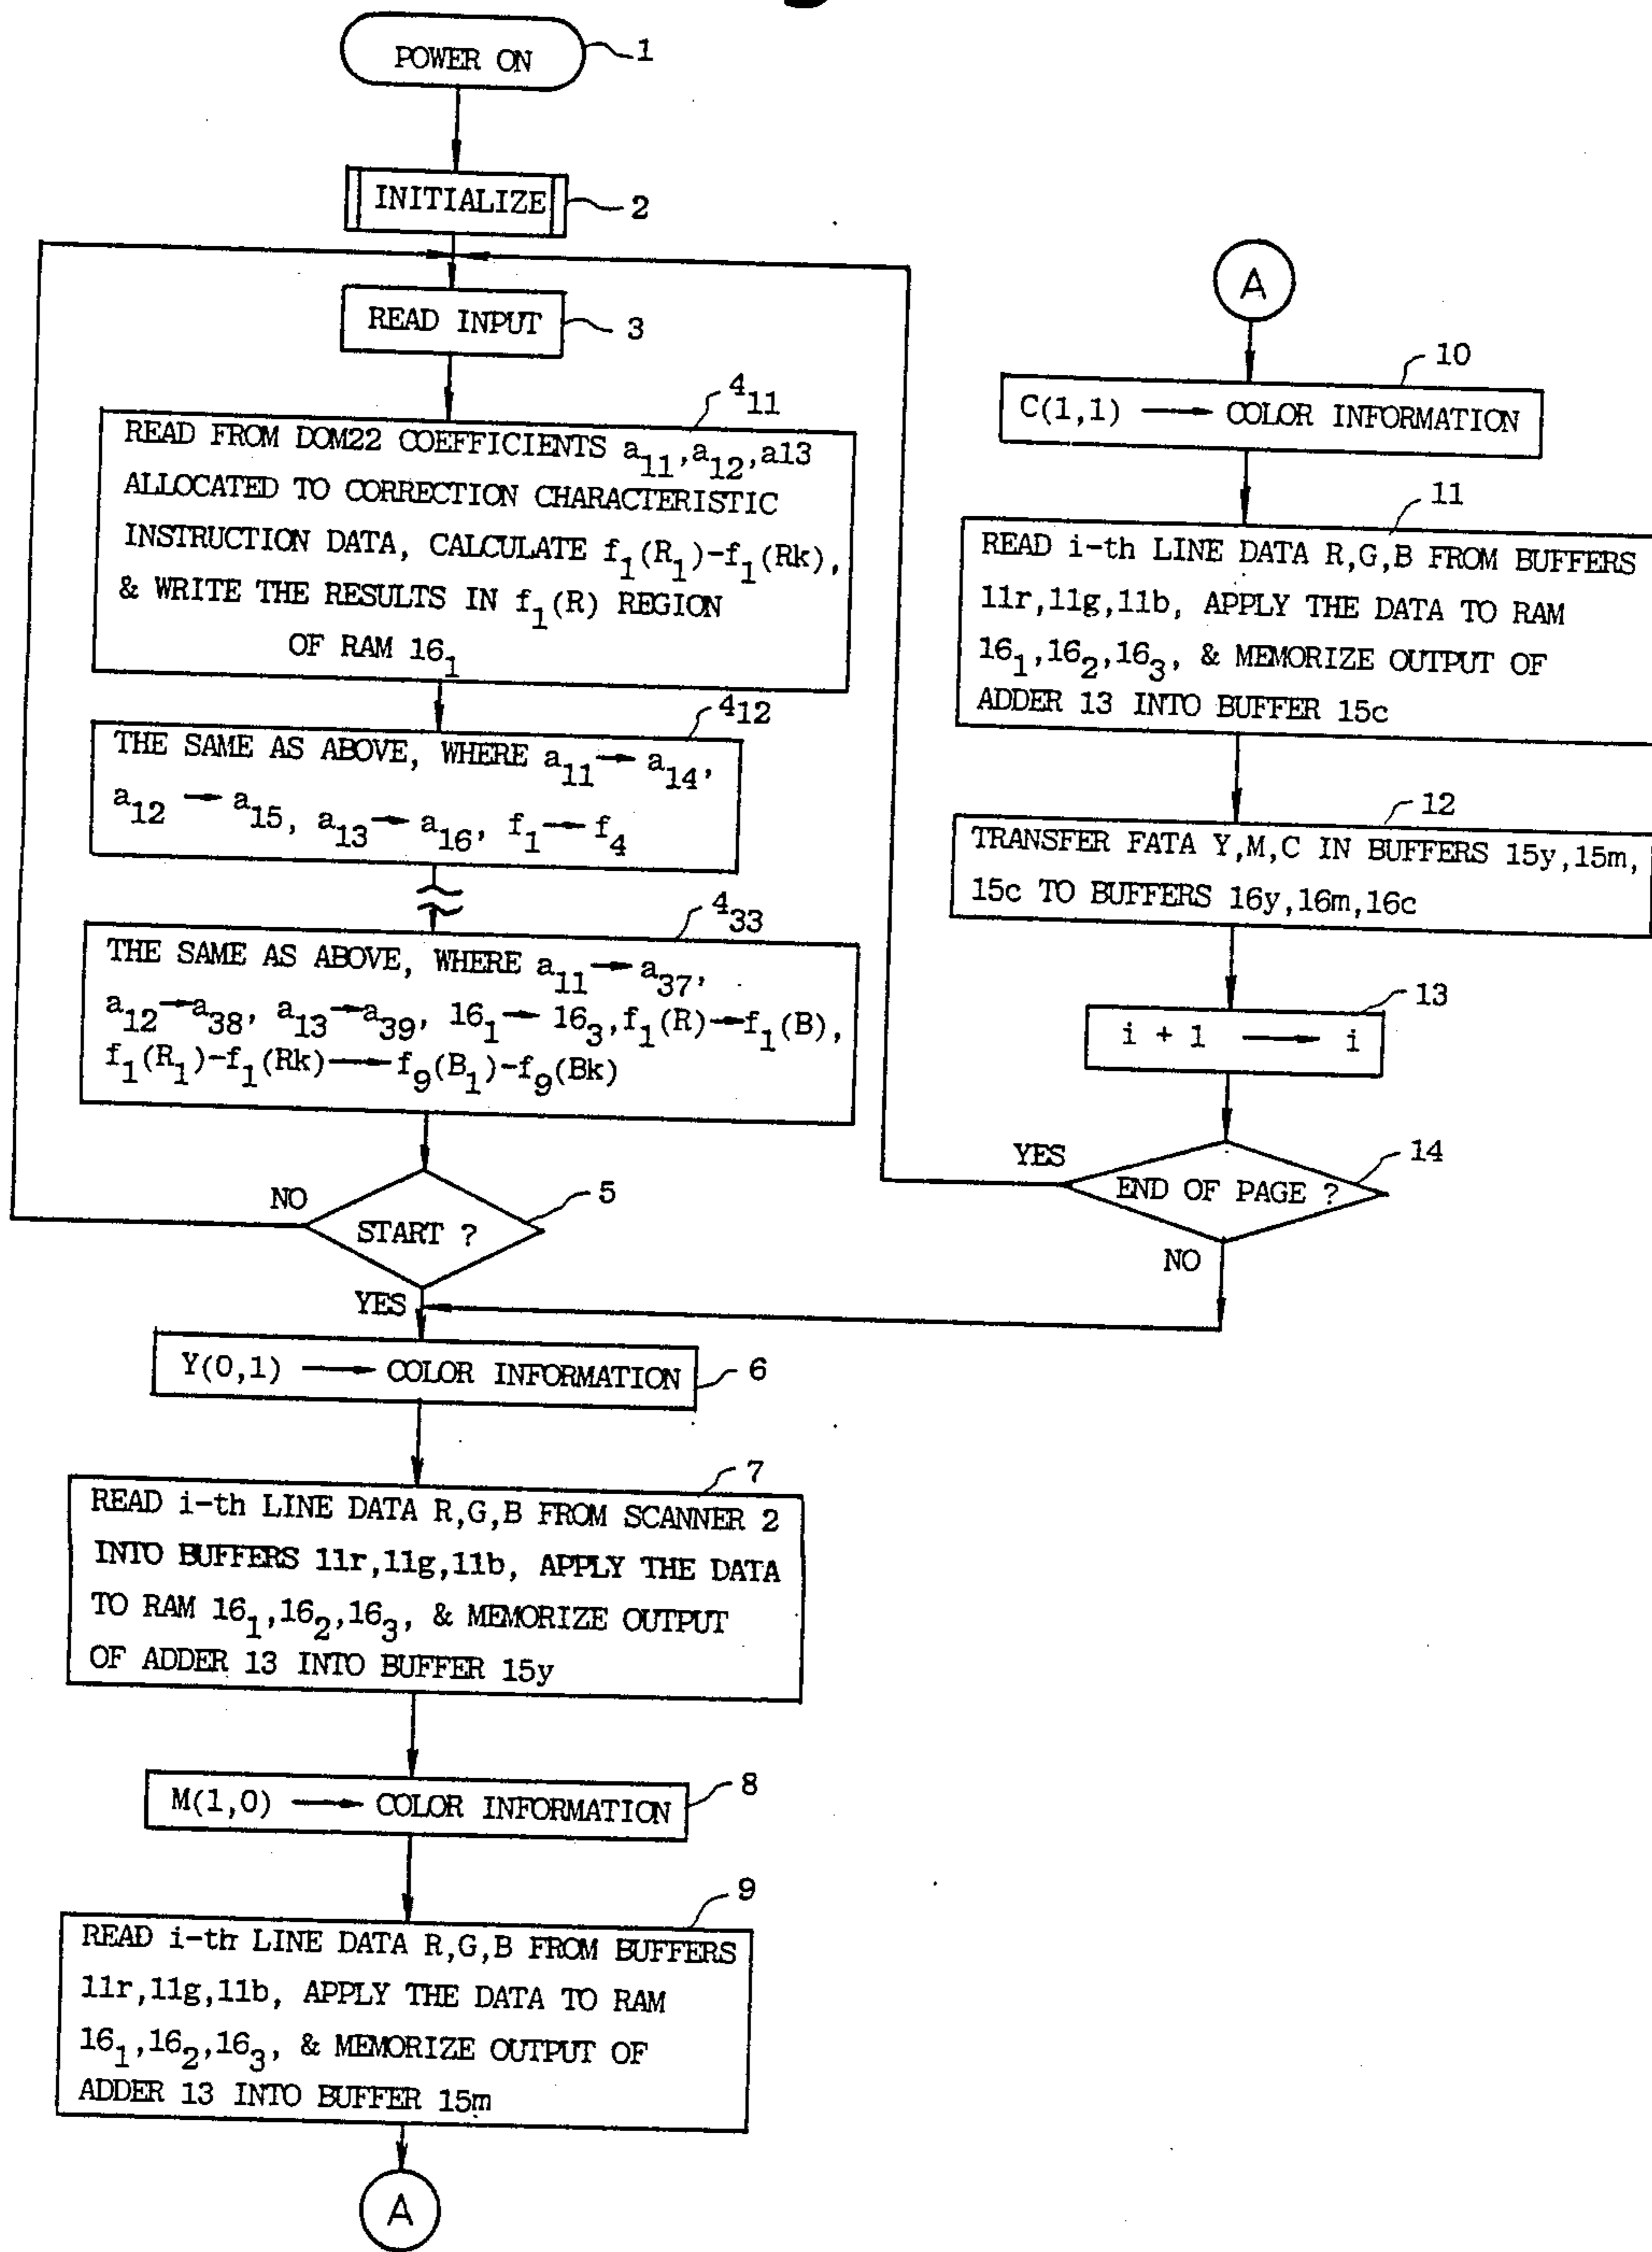 POWER ON
1
INITIALIZE
2
READ INPUT
3
4₁₁
READ FROM DOM22 COEFFICIENTS a₁₁,a₁₂,a13
ALLOCATED TO CORRECTION CHARACTERISTIC
INSTRUCTION DATA, CALCULATE f₁(R₁)-f₁(Rk),
& WRITE THE RESULTS IN f₁(R) REGION
OF RAM 16₁
4₁₂
THE SAME AS ABOVE, WHERE a₁₁→a₁₄,
a₁₂→a₁₅, a₁₃→a₁₆, f₁→f₄
4₃₃
THE SAME AS ABOVE, WHERE a₁₁→a₃₇,
a₁₂→a₃₈, a₁₃→a₃₉, 16₁→16₃,f₁(R)→f₁(B),
f₁(R₁)-f₁(Rk)→f₉(B₁)-f₉(Bk)
NO
START ?
5
YES
Y(0,1) → COLOR INFORMATION
6
7
READ i-th LINE DATA R,G,B FROM SCANNER 2
INTO BUFFERS 11r,11g,11b, APPLY THE DATA
TO RAM 16₁,16₂,16₃, & MEMORIZE OUTPUT
OF ADDER 13 INTO BUFFER 15y
M(1,0) → COLOR INFORMATION
8
9
READ i-th LINE DATA R,G,B FROM BUFFERS
11r,11g,11b, APPLY THE DATA TO RAM
16₁,16₂,16₃, & MEMORIZE OUTPUT OF
ADDER 13 INTO BUFFER 15m
A
A
10
C(1,1) → COLOR INFORMATION
11
READ i-th LINE DATA R,G,B FROM BUFFERS
11r,11g,11b, APPLY THE DATA TO RAM
16₁,16₂,16₃, & MEMORIZE OUTPUT OF
ADDER 13 INTO BUFFER 15c
12
TRANSFER FATA Y,M,C IN BUFFERS 15y,15m,
15c TO BUFFERS 16y,16m,16c
13
i + 1 → i
YES
14
END OF PAGE ?
NO